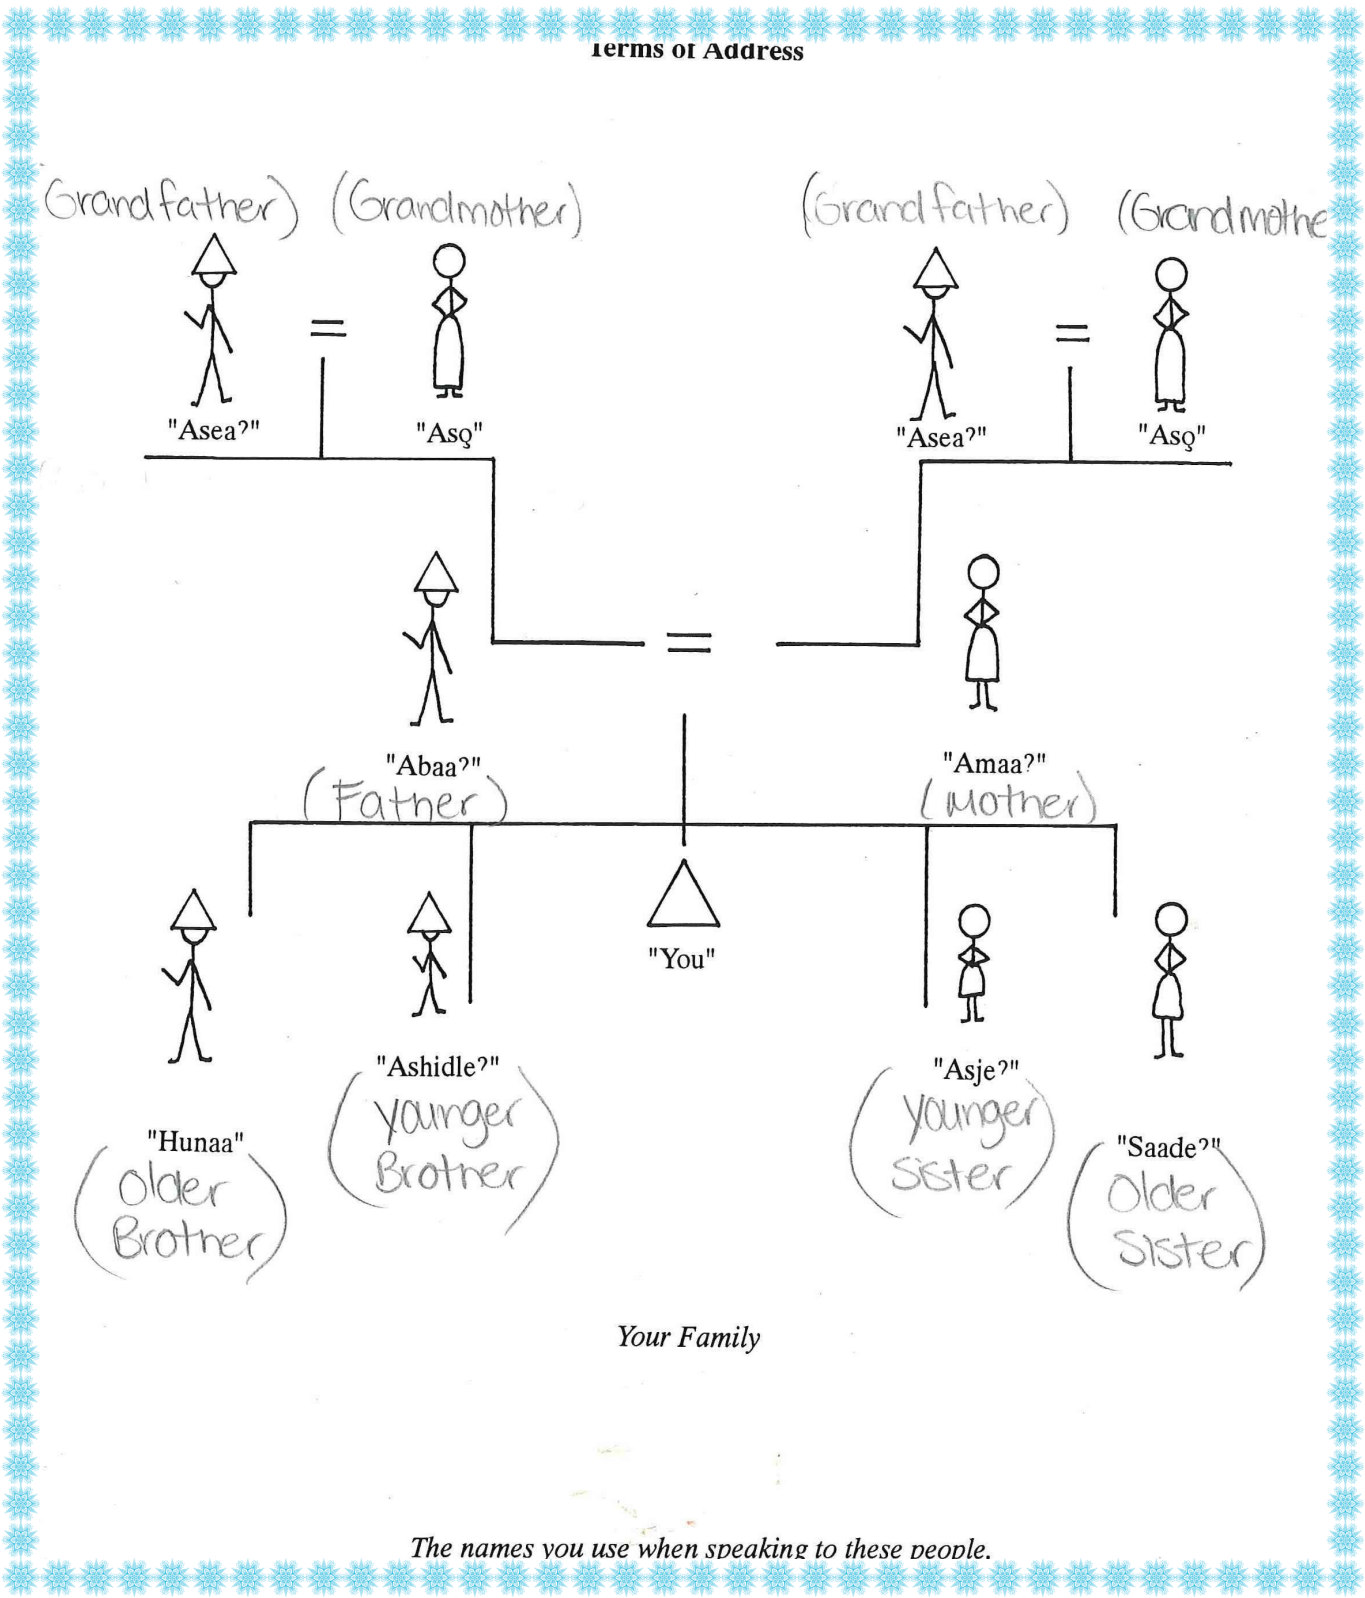 Terms of Address
Grandfather) (Grandmother) (Grandfather) (Grandmothe
"Asea?" "Asǫ" "Asea?" "Asǫ"
"Abaa?" "Amaa?"
(Father) (Mother)
"You"
"Ashidle?" "Asje?"
(Younger Brother) (Younger Sister)
"Hunaa" "Saade?"
(Older Brother) (Older Sister)
Your Family
The names you use when speaking to these people.